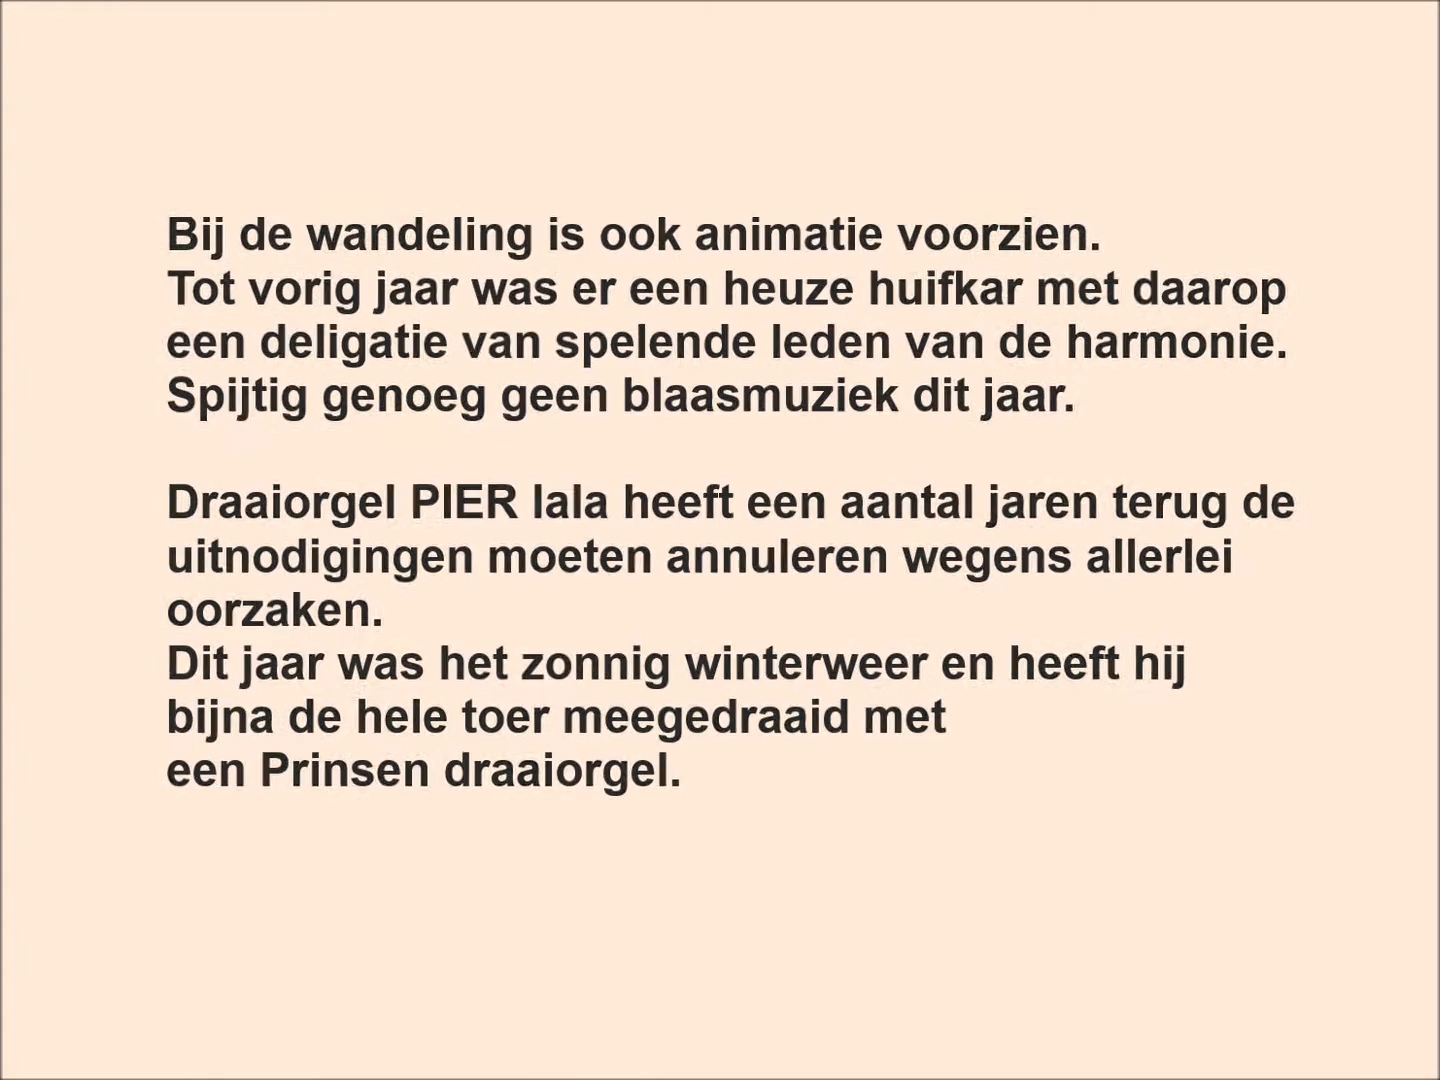 Bij de wandeling is ook animatie voorzien.
Tot vorig jaar was er een heuze huifkar met daarop
een deligatie van spelende leden van de harmonie.
Spijtig genoeg geen blaasmuziek dit jaar.
Draaiorgel PIER lala heeft een aantal jaren terug de
uitnodigingen moeten annuleren wegens allerlei
oorzaken.
Dit jaar was het zonnig winterweer en heeft hij
bijna de hele toer meegedraaid met
een Prinsen draaiorgel.